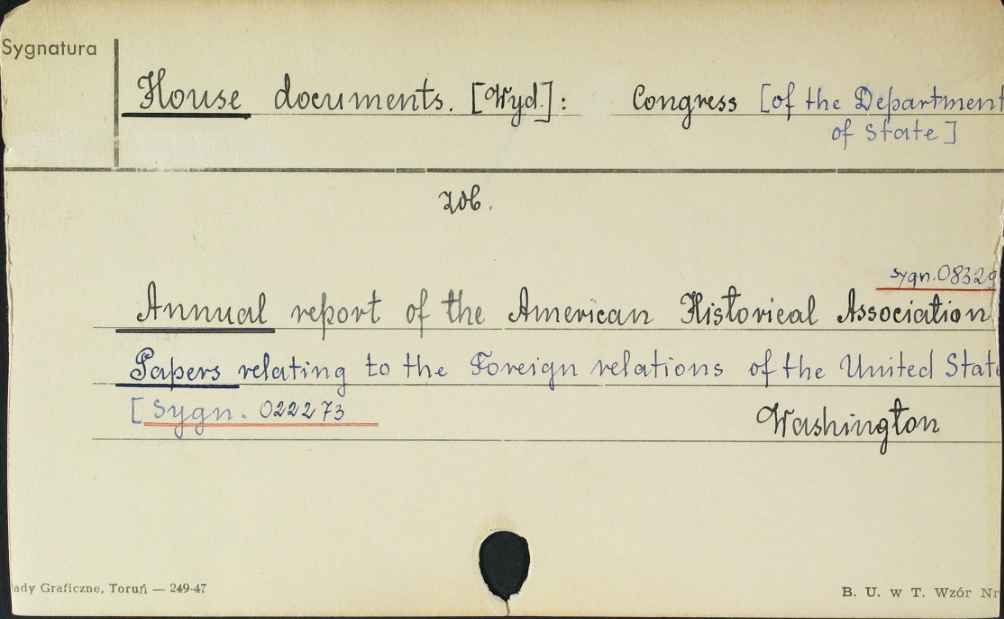 Sygnatura
House documents. [Wyd.]: Congress [of the Department
of State]
zob.
sygn. 08329
Annual report of the American Historical Association
Papers relating to the Foreign relations of the United State
[Sygn. 022273
Washington
ady Graficzne, Toruń — 249-47
B. U. w T. Wzór Nr